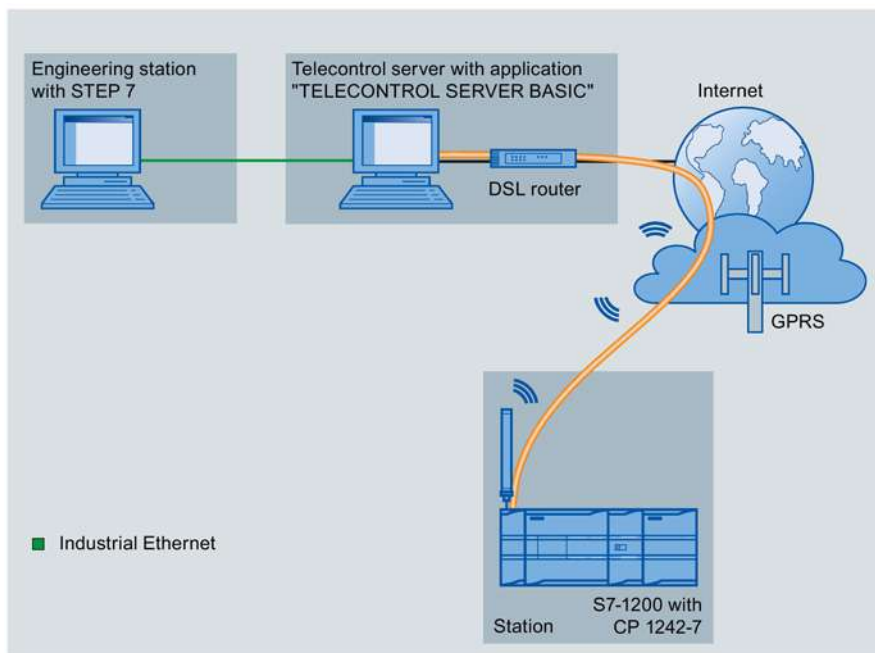 Engineering station
with STEP 7
Telecontrol server with application
"TELECONTROL SERVER BASIC"
Internet
DSL router
GPRS
Industrial Ethernet
S7-1200 with
CP 1242-7
Station